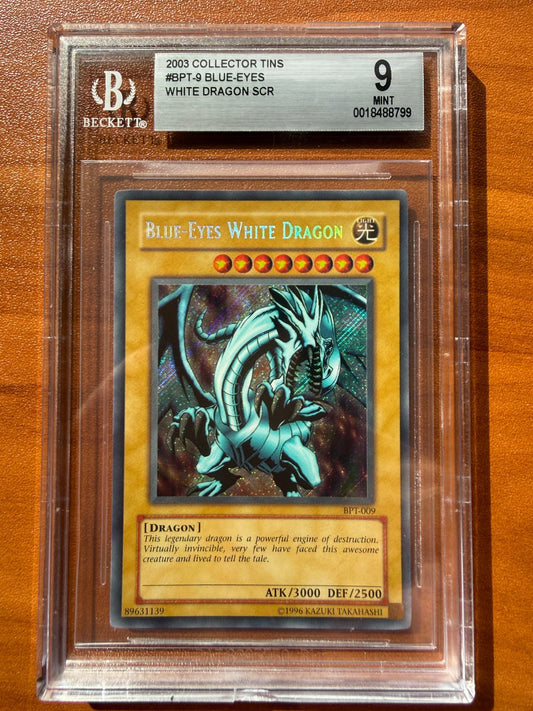 2003 COLLECTOR TINS
#BPT-9 BLUE-EYES
WHITE DRAGON SCR
9
MINT
0018488799
B
BECKETT®
BLUE-EYES WHITE DRAGON
LIGHT
光
BPT-009
[DRAGON]
This legendary dragon is a powerful engine of destruction.
Virtually invincible, very few have faced this awesome
creature and lived to tell the tale.
ATK/3000 DEF/2500
89631139
©1996 KAZUKI TAKAHASHI